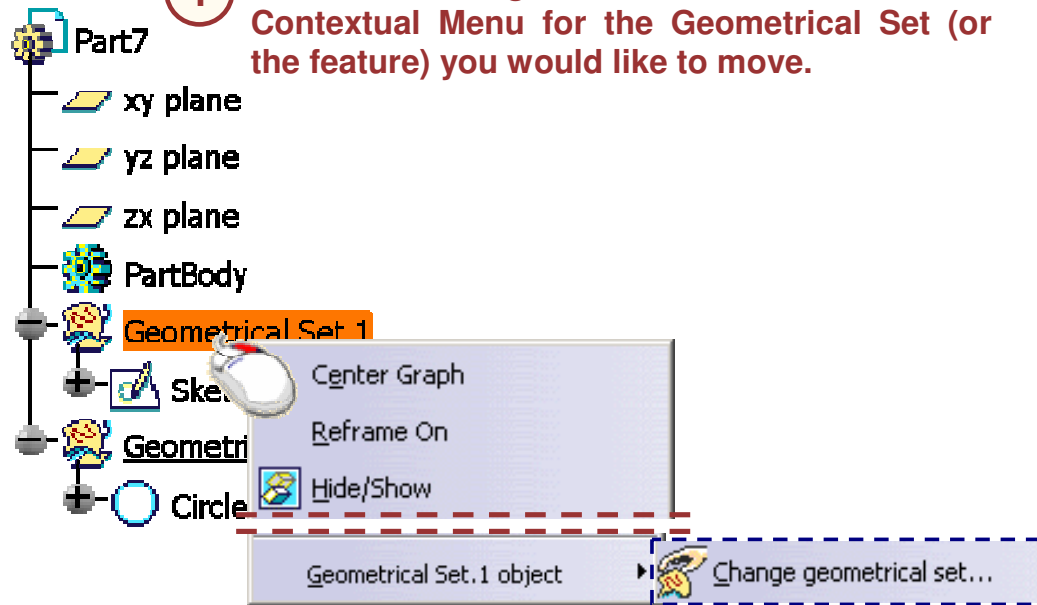 Contextual Menu for the Geometrical Set (or
the feature) you would like to move.
Part7
xy plane
yz plane
zx plane
PartBody
Geometrical Set.1
Center Graph
Reframe On
Hide/Show
Circle
Geometrical Set.1 object
Change geometrical set...